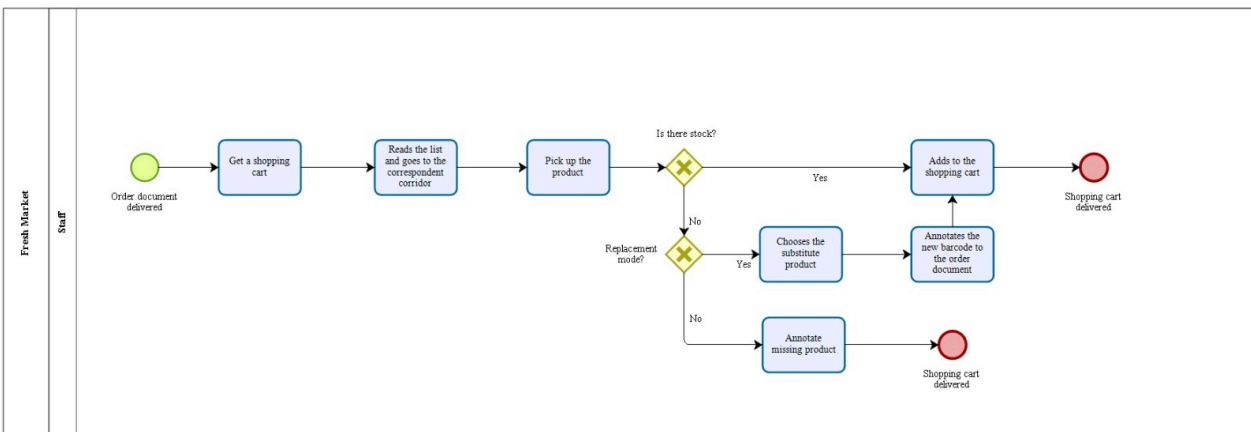 Fresh Market
Staff
Order document
delivered
Get a shopping
cart
Reads the list
and goes to the
correspondent
corridor
Pick up the
product
Is there stock?
Yes
Adds to the
shopping cart
Shopping cart
delivered
No
Replacement
mode?
Yes
Chooses the
substitute
product
Annotates the
new barcode to
the order
document
No
Annotate
missing product
Shopping cart
delivered